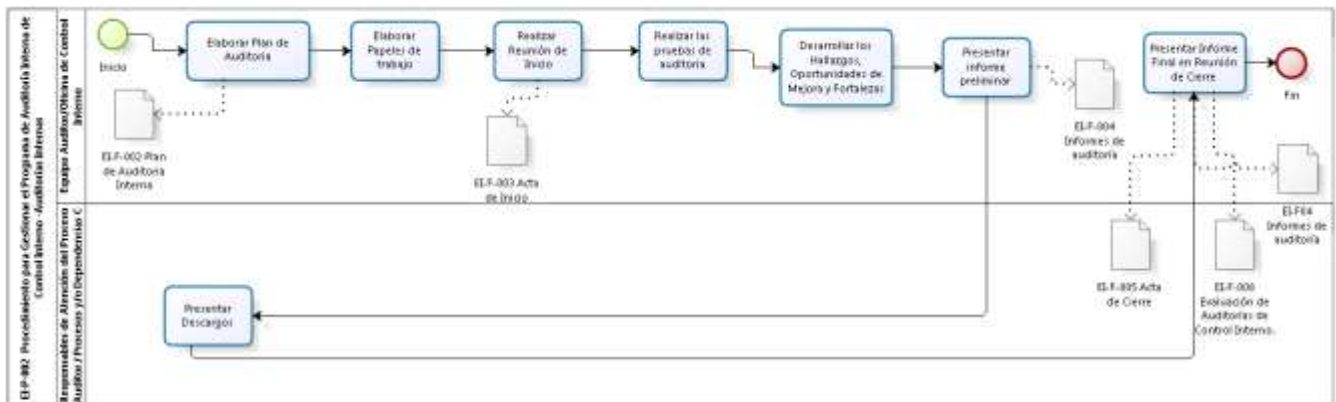 EI-P-002 Procedimiento para Gestionar el Programa de Auditoría Interna de
Control Interno -Auditorías Internas
Equipo Auditor/Oficina de Control
Interno
Responsables de Atención del Proceso
Auditor / Procesos y/o Dependencias C
Inicio
Elaborar Plan de
Auditoría
Elaborar
Papeles de
trabajo
Realizar
Reunión de
Inicio
Realizar las
pruebas de
auditoría
Desarrollar los
Hallazgos,
Oportunidades de
Mejora y Fortalezas
Presentar
informe
preliminar
Presentar Informe
Final en Reunión
de Cierre
Fin
EI-F-002 Plan
de Auditoría
Interna
EI-F-003 Acta
de Inicio
EI-F-004
Informes de
auditoría
EI-F04
Informes de
auditoría
EI-F-005 Acta
de Cierre
EI-F-006
Evaluación de
Auditorías de
Control Interno.
Presentar
Descargos